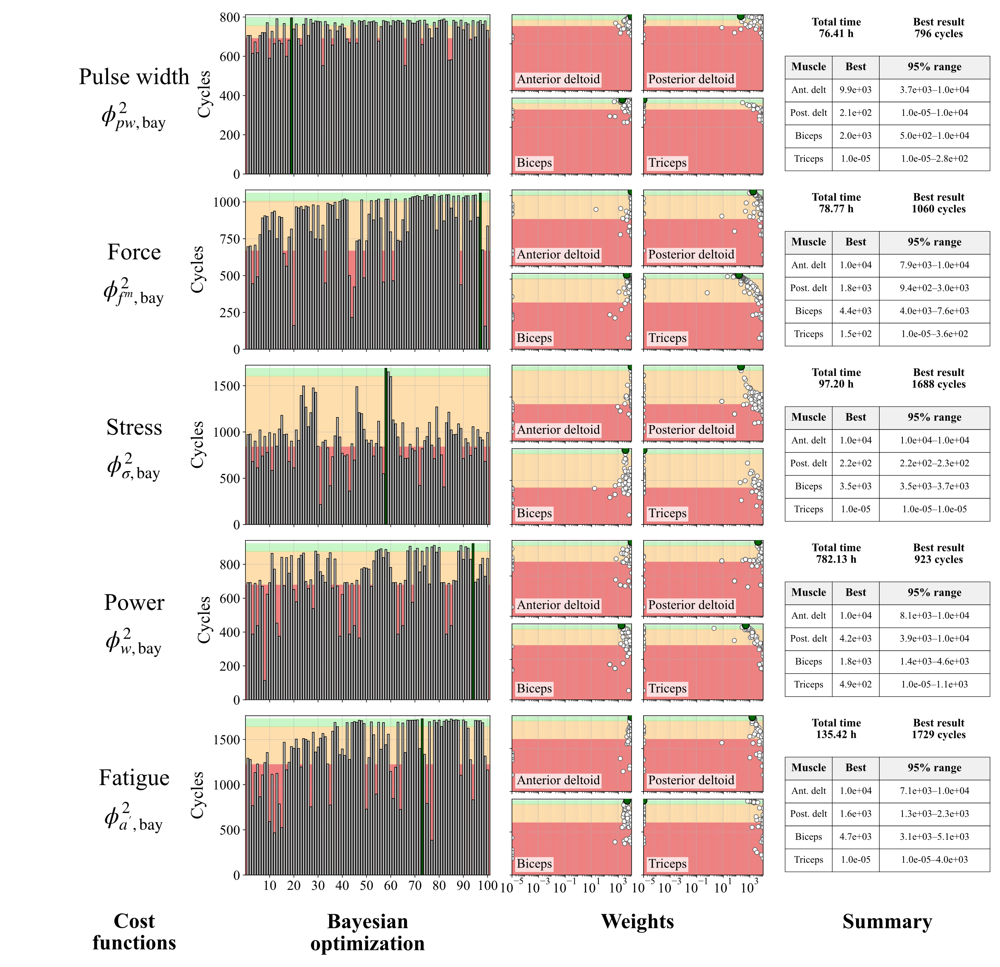 Pulse width
ϕ²pw, bay
Cycles
800
600
400
200
0
Anterior deltoid
Posterior deltoid
Biceps
Triceps
Total time
76.41 h
Best result
796 cycles
Muscle Best 95% range
Ant. delt 9.9e+03 3.7e+03–1.0e+04
Post. delt 2.1e+02 1.0e-05–1.0e+04
Biceps 2.0e+03 5.0e+02–1.0e+04
Triceps 1.0e-05 1.0e-05–2.8e+02
Force
ϕ²fᵐ, bay
Cycles
1000
750
500
250
0
Anterior deltoid
Posterior deltoid
Biceps
Triceps
Total time
78.77 h
Best result
1060 cycles
Muscle Best 95% range
Ant. delt 1.0e+04 7.9e+03–1.0e+04
Post. delt 1.8e+03 9.4e+02–3.0e+03
Biceps 4.4e+03 4.0e+03–7.6e+03
Triceps 1.5e+02 1.0e-05–3.6e+02
Stress
ϕ²σ, bay
Cycles
1500
1000
500
0
Anterior deltoid
Posterior deltoid
Biceps
Triceps
Total time
97.20 h
Best result
1688 cycles
Muscle Best 95% range
Ant. delt 1.0e+04 1.0e+04–1.0e+04
Post. delt 2.2e+02 2.2e+02–2.3e+02
Biceps 3.5e+03 3.5e+03–3.7e+03
Triceps 1.0e-05 1.0e-05–1.0e-05
Power
ϕ²w, bay
Cycles
800
600
400
200
0
Anterior deltoid
Posterior deltoid
Biceps
Triceps
Total time
782.13 h
Best result
923 cycles
Muscle Best 95% range
Ant. delt 1.0e+04 8.1e+03–1.0e+04
Post. delt 4.2e+03 3.9e+03–1.0e+04
Biceps 1.8e+03 1.4e+03–4.6e+03
Triceps 4.9e+02 1.0e-05–1.1e+03
Fatigue
ϕ²a′, bay
Cycles
1500
1000
500
0
10 20 30 40 50 60 70 80 90 100
Anterior deltoid
Posterior deltoid
Biceps
Triceps
10⁻⁵ 10⁻³ 10⁻¹ 10¹ 10³
10⁻⁵ 10⁻³ 10⁻¹ 10¹ 10³
Total time
135.42 h
Best result
1729 cycles
Muscle Best 95% range
Ant. delt 1.0e+04 7.1e+03–1.0e+04
Post. delt 1.6e+03 1.3e+03–2.3e+03
Biceps 4.7e+03 3.1e+03–5.1e+03
Triceps 1.0e-05 1.0e-05–4.0e+03
Cost
functions
Bayesian
optimization
Weights
Summary